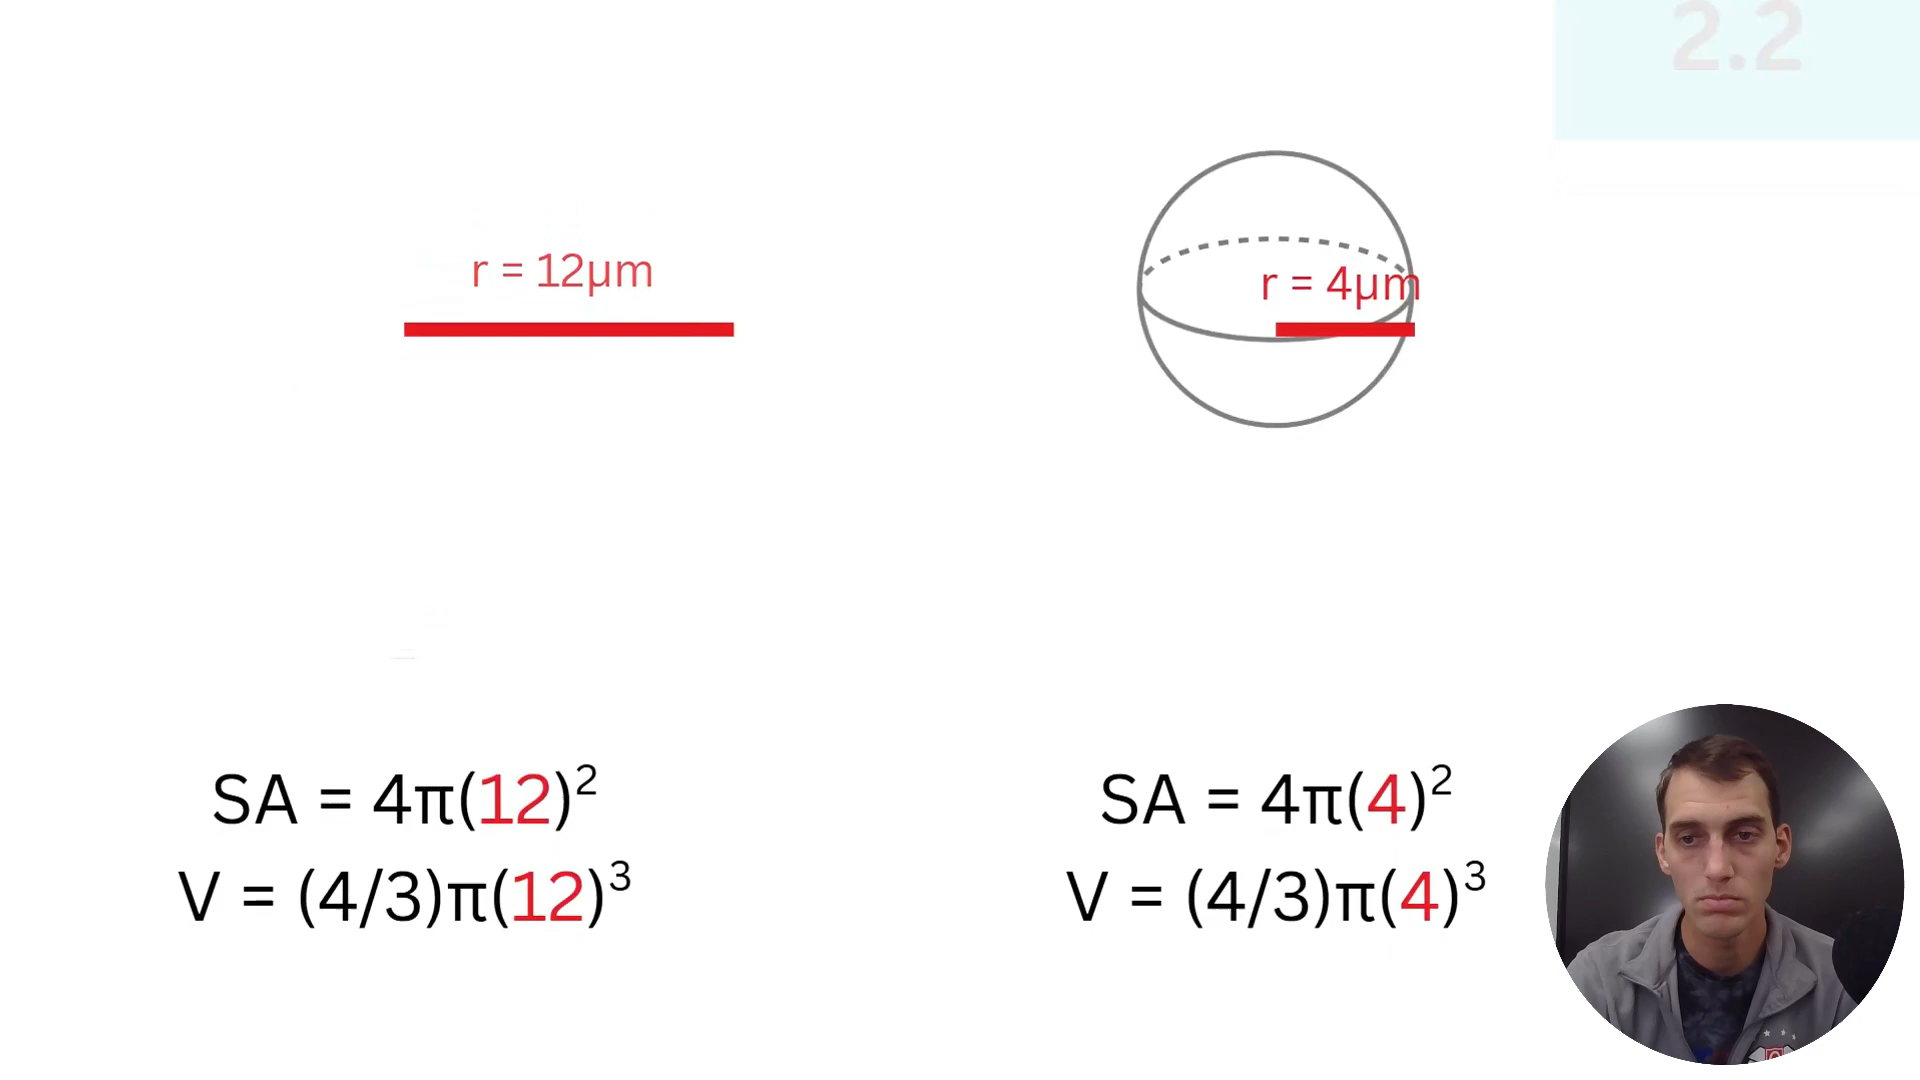 2.2
r = 12µm
r = 4µm
SA = 4π(12)²
V = (4/3)π(12)³
SA = 4π(4)²
V = (4/3)π(4)³